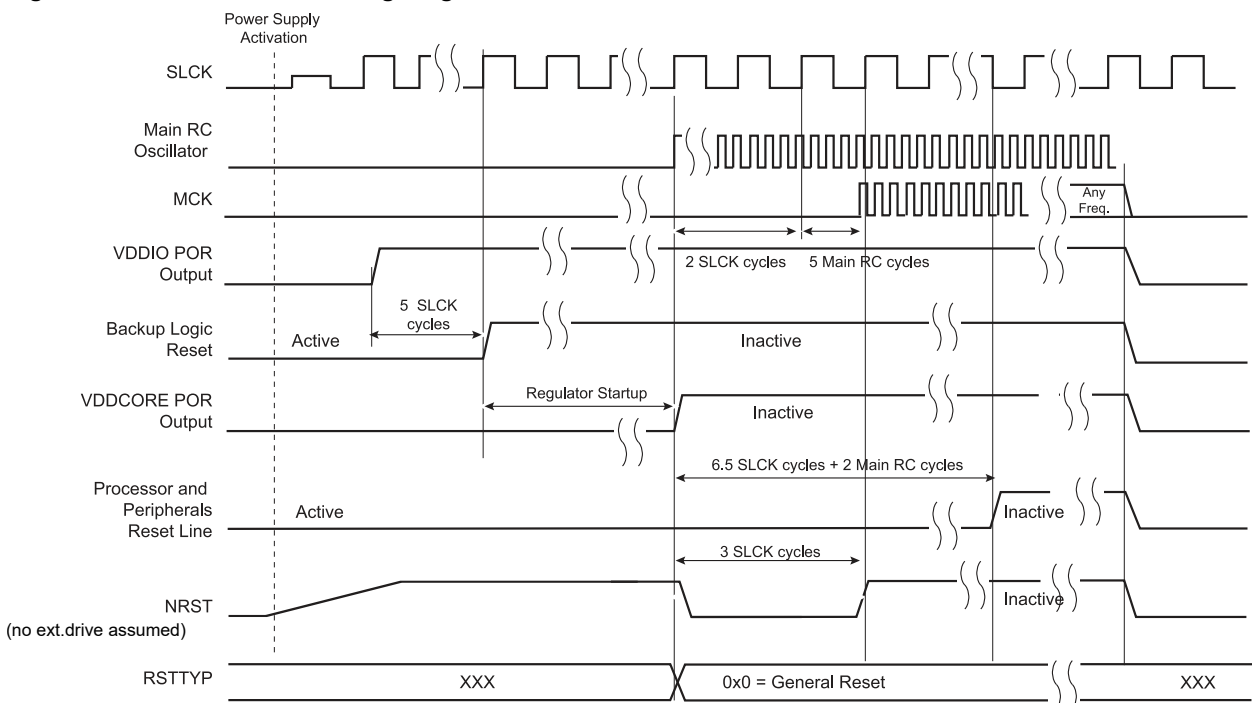 Power Supply
Activation
SLCK
Main RC
Oscillator
MCK
Any
Freq.
VDDIO POR
Output
2 SLCK cycles
5 Main RC cycles
5 SLCK
cycles
Backup Logic
Reset
Active
Inactive
Regulator Startup
VDDCORE POR
Output
Inactive
6.5 SLCK cycles + 2 Main RC cycles
Processor and
Peripherals
Reset Line
Active
Inactive
3 SLCK cycles
NRST
(no ext.drive assumed)
Inactive
RSTTYP
XXX
0x0 = General Reset
XXX